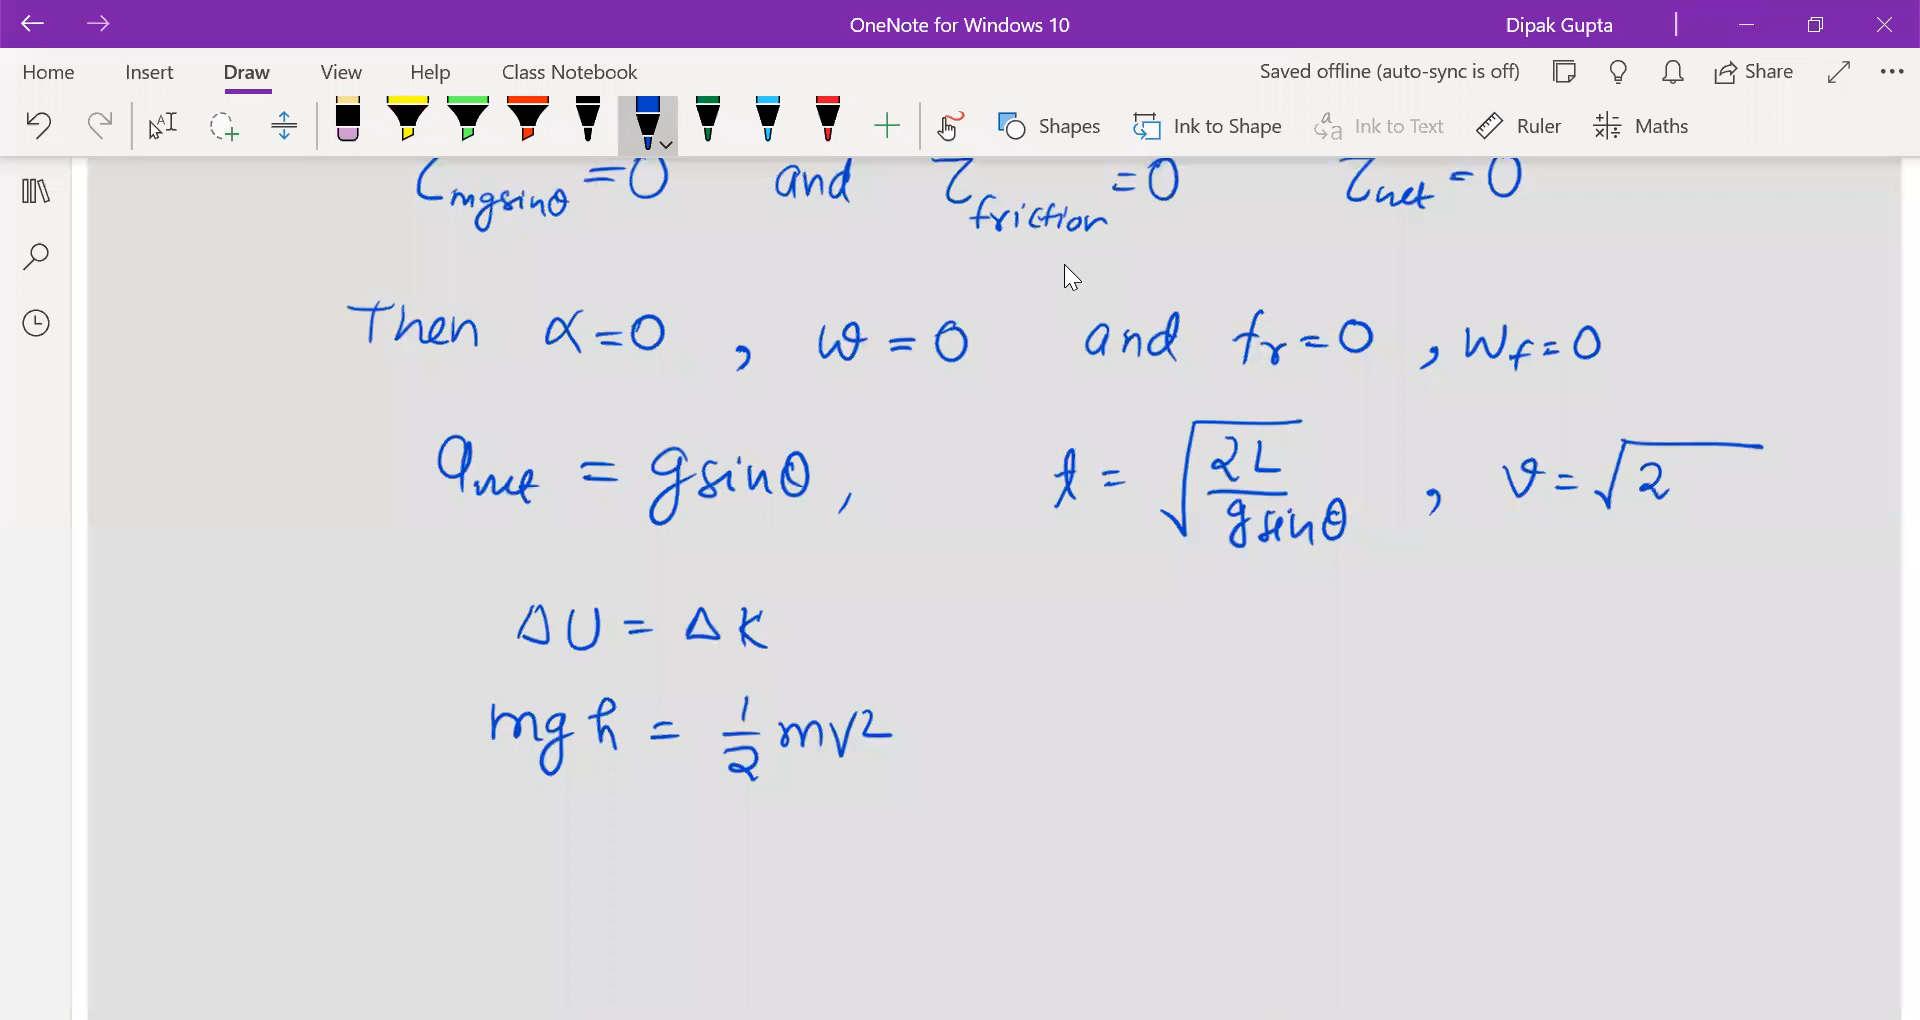 OneNote for Windows 10 Dipak Gupta
Home Insert Draw View Help Class Notebook Saved offline (auto-sync is off) Share
Shapes Ink to Shape Ink to Text Ruler Maths
τmgsinθ = 0 and τfriction = 0 τnet = 0
Then α = 0 , ω = 0 and fr = 0 , Wf = 0
anet = gsinθ , t = √(2L/gsinθ) , v = √2
ΔU = ΔK
mgh = 1/2 mv2